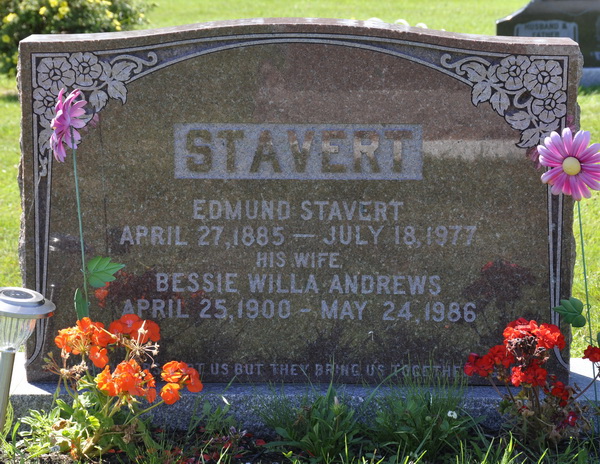 STAVERT
EDMUND STAVERT
APRIL 27, 1885 — JULY 18, 1977
HIS WIFE
BESSIE WILLA ANDREWS
APRIL 25, 1900 — MAY 24, 1986
US BUT THEY BRING US TOGETHER
HUSBAND &